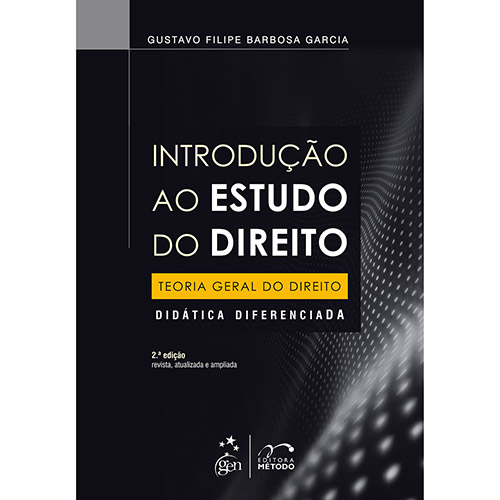 GUSTAVO FILIPE BARBOSA GARCIA
INTRODUÇÃO
AO ESTUDO
DO DIREITO
TEORIA GERAL DO DIREITO
DIDÁTICA DIFERENCIADA
2.ª edição
revista, atualizada e ampliada
gen
EDITORA
MÉTODO